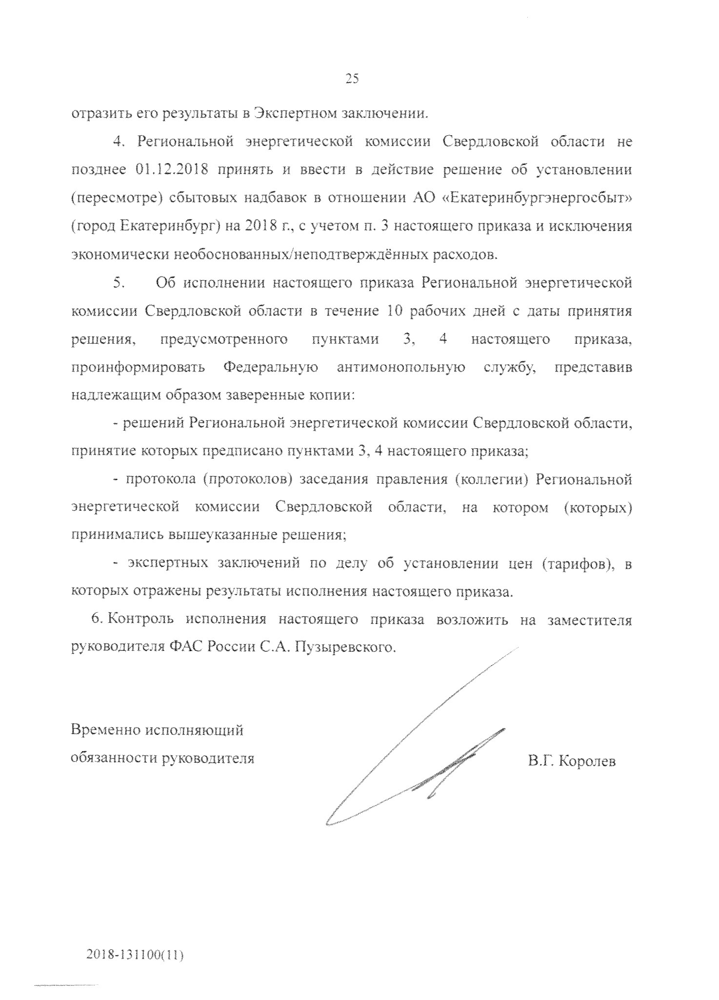 25
отразить его результаты в Экспертном заключении.
4. Региональной энергетической комиссии Свердловской области не
позднее 01.12.2018 принять и ввести в действие решение об установлении
(пересмотре) сбытовых надбавок в отношении АО «Екатеринбургэнергосбыт»
(город Екатеринбург) на 2018 г., с учетом п. 3 настоящего приказа и исключения
экономически необоснованных/неподтверждённых расходов.
5. Об исполнении настоящего приказа Региональной энергетической
комиссии Свердловской области в течение 10 рабочих дней с даты принятия
решения, предусмотренного пунктами 3, 4 настоящего приказа,
проинформировать Федеральную антимонопольную службу, представив
надлежащим образом заверенные копии:
- решений Региональной энергетической комиссии Свердловской области,
принятие которых предписано пунктами 3, 4 настоящего приказа;
- протокола (протоколов) заседания правления (коллегии) Региональной
энергетической комиссии Свердловской области, на котором (которых)
принимались вышеуказанные решения;
- экспертных заключений по делу об установлении цен (тарифов), в
которых отражены результаты исполнения настоящего приказа.
6. Контроль исполнения настоящего приказа возложить на заместителя
руководителя ФАС России С.А. Пузыревского.
Временно исполняющий
обязанности руководителя
В.Г. Королев
2018-131100(11)